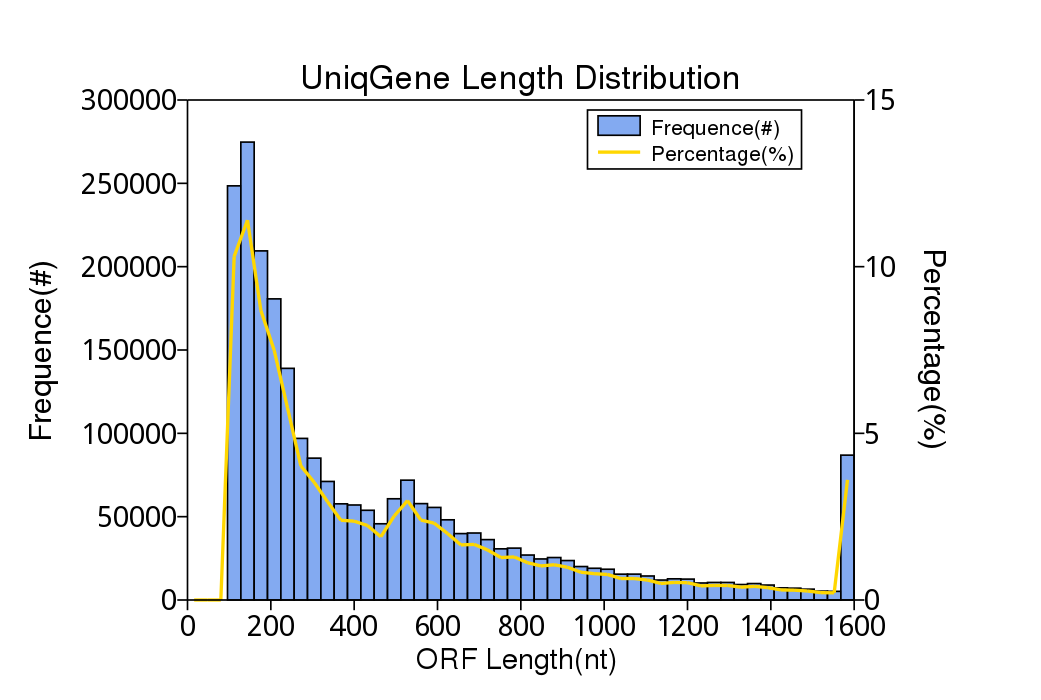 UniqGene Length Distribution
300000
250000
200000
150000
100000
50000
0
Frequence(#)
15
10
5
0
Percentage(%)
Frequence(#)
Percentage(%)
0 200 400 600 800 1000 1200 1400 1600
ORF Length(nt)